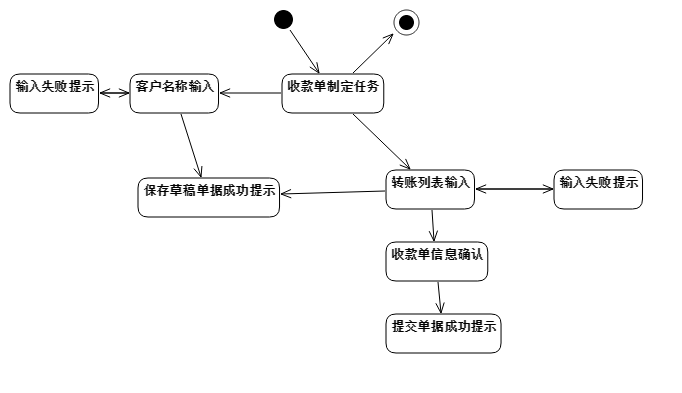 输入失败提示
客户名称输入
收款单制定任务
保存草稿单据成功提示
转账列表输入
输入失败提示
收款单信息确认
提交单据成功提示